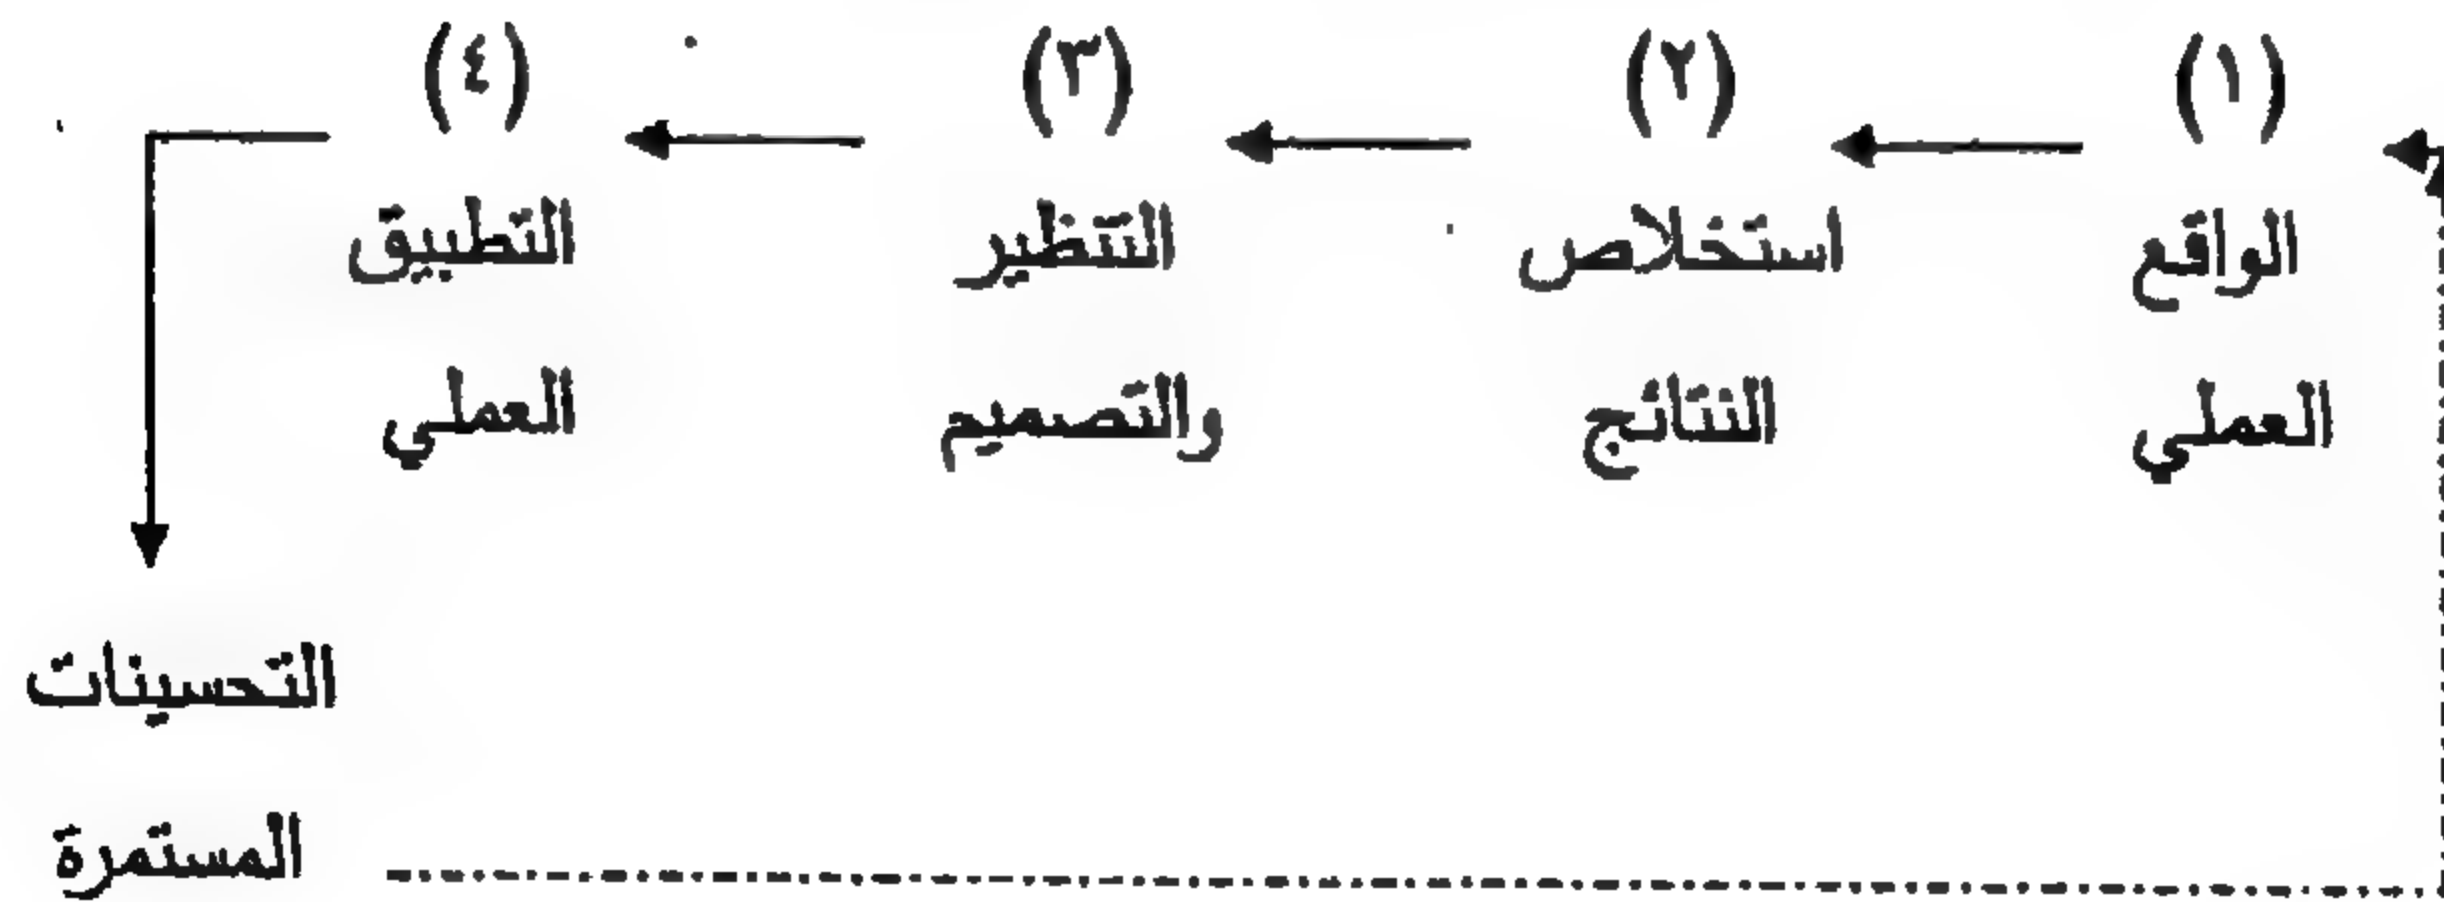 (١)
الواقع
العملي
(٢)
استخلاص
النتائج
(٣)
التنظير
والتصميم
(٤)
التطبيق
العملي
التحسينات
المستمرة